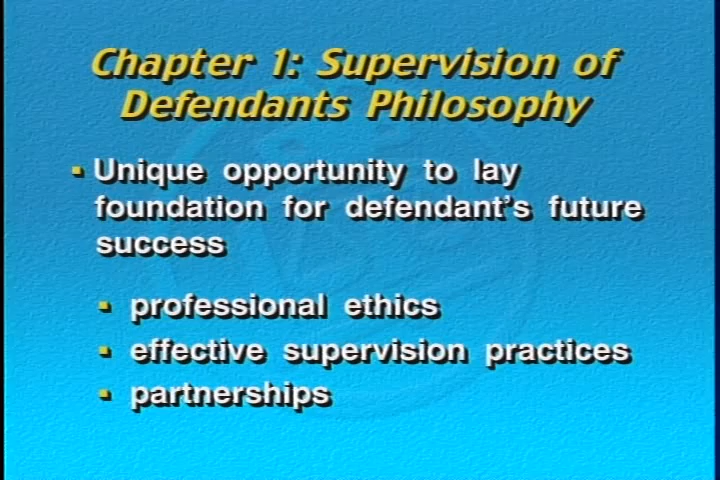 Chapter 1: Supervision of
Defendants Philosophy
▪ Unique opportunity to lay
foundation for defendant's future
success
▪ professional ethics
▪ effective supervision practices
▪ partnerships